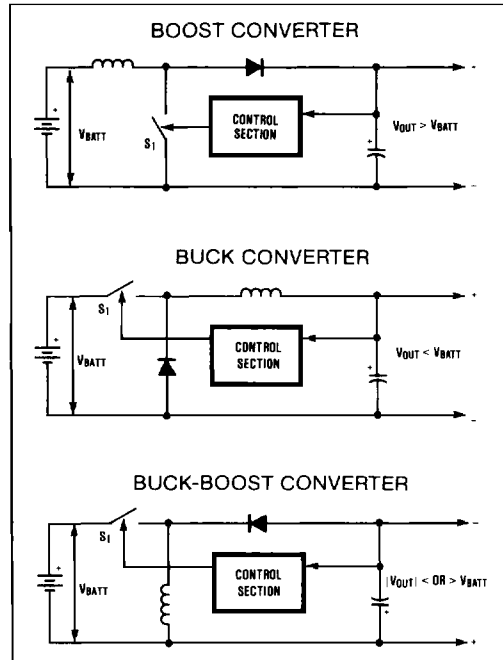 BOOST CONVERTER
+
VBATT
S1
CONTROL
SECTION
+
VOUT > VBATT
–
–
BUCK CONVERTER
+
VBATT
S1
CONTROL
SECTION
+
VOUT < VBATT
+
–
BUCK-BOOST CONVERTER
+
VBATT
S1
CONTROL
SECTION
+
|VOUT| < OR > VBATT
–
+